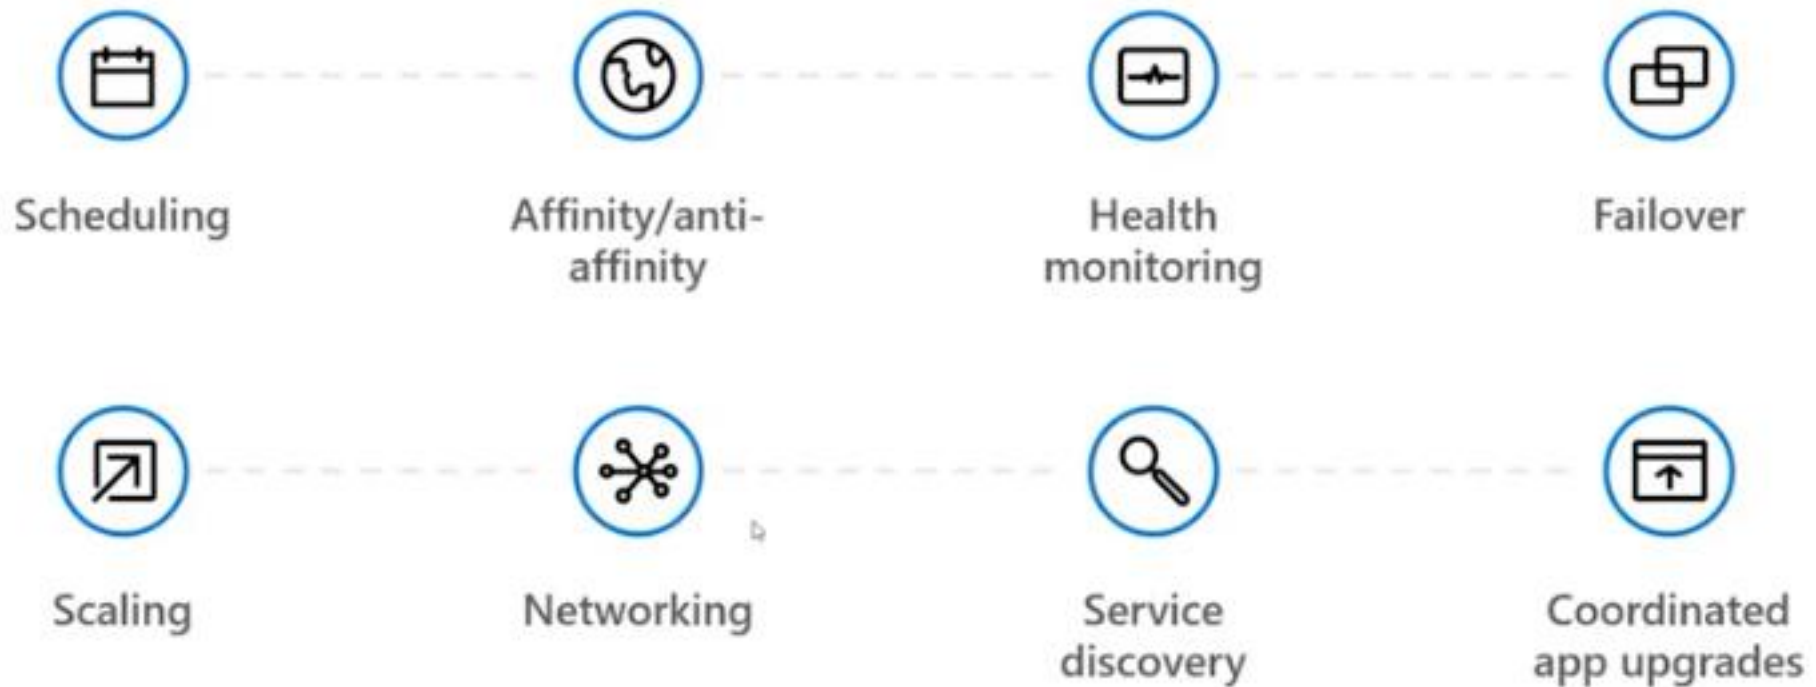 Scheduling
Affinity/anti-
affinity
Health
monitoring
Failover
Scaling
Networking
Service
discovery
Coordinated
app upgrades